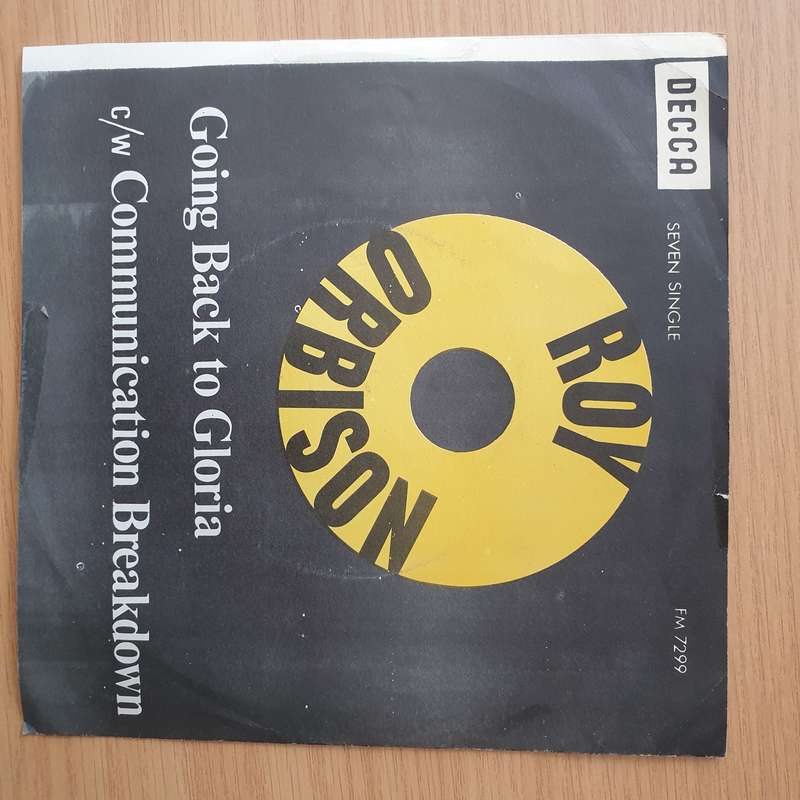 DECCA
SEVEN SINGLE
FM 7299
ROY
ORBISON
Going Back to Gloria
c/w Communication Breakdown